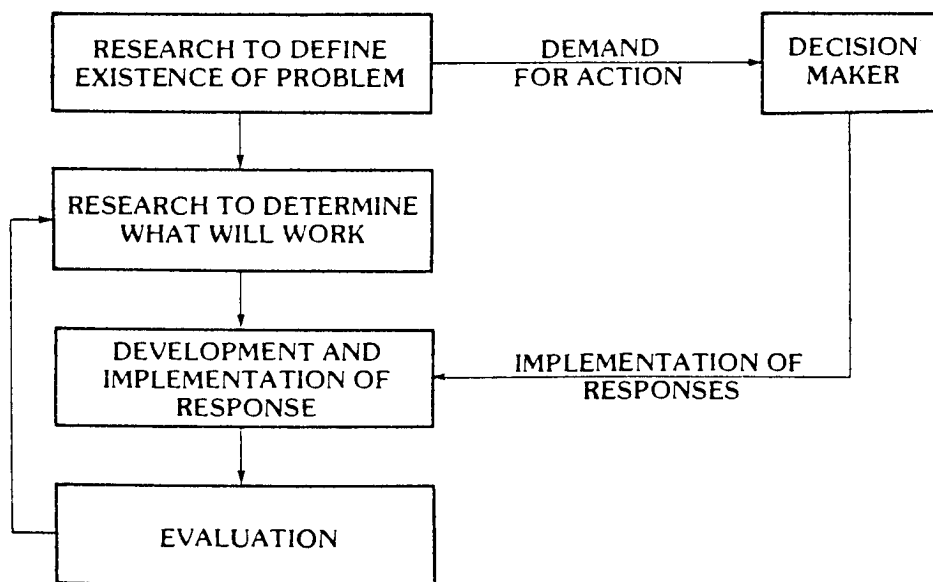 RESEARCH TO DEFINE
EXISTENCE OF PROBLEM
DEMAND
FOR ACTION
DECISION
MAKER
RESEARCH TO DETERMINE
WHAT WILL WORK
DEVELOPMENT AND
IMPLEMENTATION OF
RESPONSE
IMPLEMENTATION OF
RESPONSES
EVALUATION